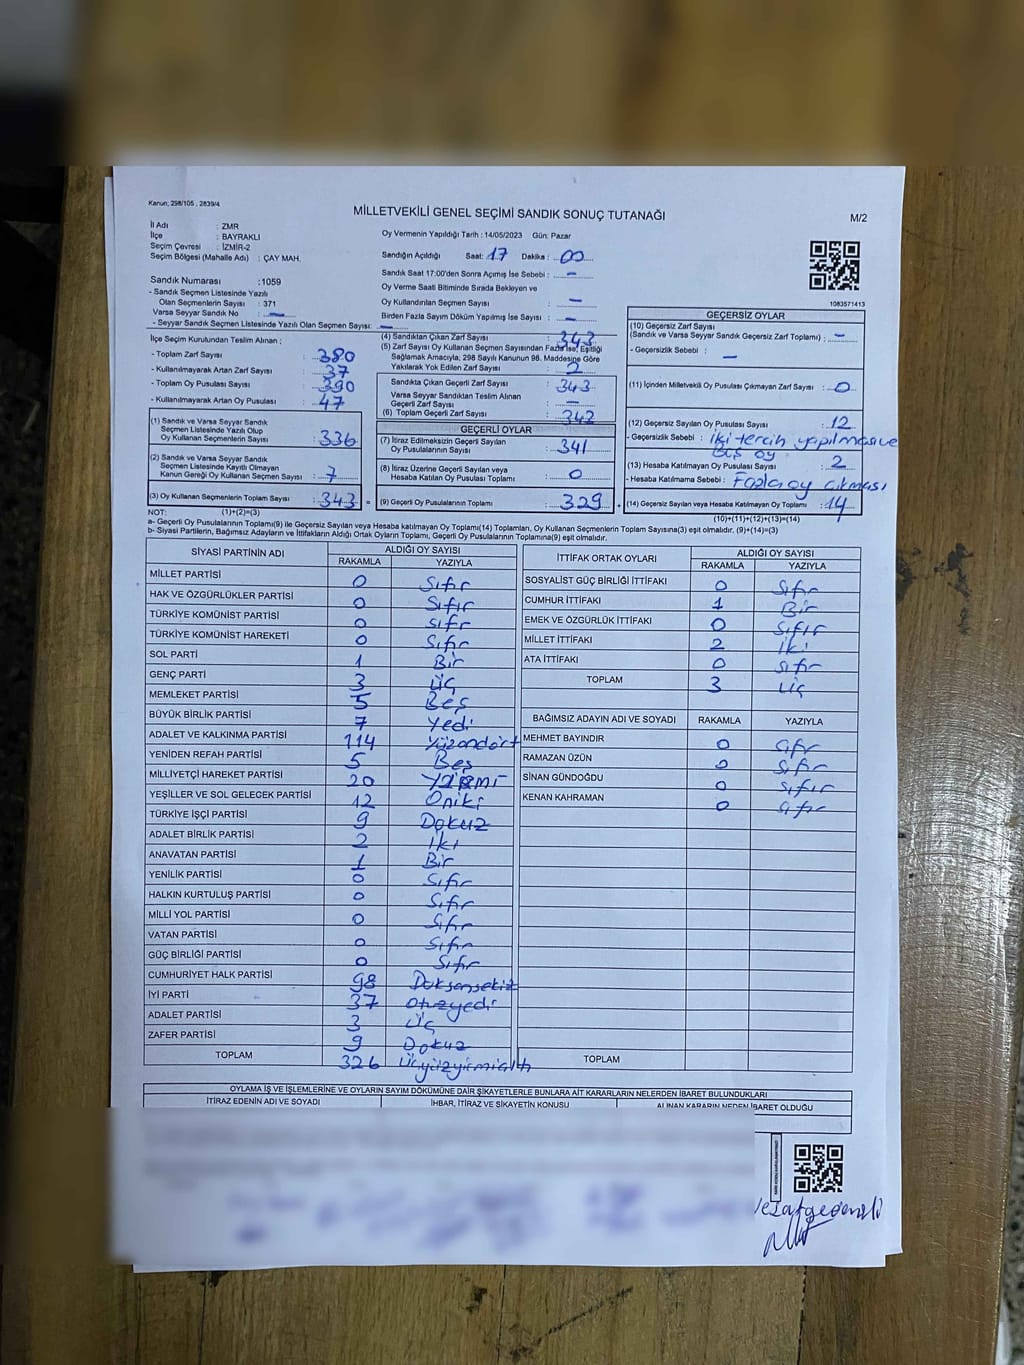 Kanun; 298/105 , 2839/4
MİLLETVEKİLİ GENEL SEÇİMİ SANDIK SONUÇ TUTANAĞI
M/2
İl Adı : ZMR
İlçe : BAYRAKLI
Seçim Çevresi : İZMİR-2
Seçim Bölgesi (Mahalle Adı) : ÇAY MAH.
Oy Vermenin Yapıldığı Tarih : 14/05/2023 Gün: Pazar
Sandığın Açıldığı Saat: 17 Dakika : 00
Sandık Saat 17:00'den Sonra Açımış İse Sebebi : —
Oy Verme Saati Bitiminde Sırada Bekleyen ve
Oy Kullandırılan Seçmen Sayısı : —
Birden Fazla Sayım Döküm Yapılmış İse Sayısı : —
Sandık Numarası :1059
- Sandık Seçmen Listesinde Yazılı
Olan Seçmenlerin Sayısı : 371
Varsa Seyyar Sandık No : —
- Seyyar Sandık Seçmen Listesinde Yazılı Olan Seçmen Sayısı: —
1083571413
İlçe Seçim Kurulundan Teslim Alınan ;
- Toplam Zarf Sayısı : 380
- Kullanılmayarak Artan Zarf Sayısı : 37
- Toplam Oy Pusulası Sayısı : 390
- Kullanılmayarak Artan Oy Pusulası : 47
(4) Sandıktan Çıkan Zarf Sayısı : 343
(5) Zarf Sayısı Oy Kullanan Seçmen Sayısından Fazla İse, Eşitliği
Sağlamak Amacıyla, 298 Sayılı Kanunun 98. Maddesine Göre
Yakılarak Yok Edilen Zarf Sayısı : 2
Sandıkta Çıkan Geçerli Zarf Sayısı : 343
Varsa Seyyar Sandıktan Teslim Alınan
Geçerli Zarf Sayısı : —
(6) Toplam Geçerli Zarf Sayısı : 342
GEÇERSİZ OYLAR
(10) Geçersiz Zarf Sayısı
(Sandık ve Varsa Seyyar Sandık Geçersiz Zarf Toplamı) : —
- Geçersizlik Sebebi : —
(11) İçinden Milletvekili Oy Pusulası Çıkmayan Zarf Sayısı : 0
(12) Geçersiz Sayılan Oy Pusulası Sayısı : 12
- Geçersizlik Sebebi : iki tercih yapılması ve
Boş oy
(13) Hesaba Katılmayan Oy Pusulası Sayısı : 2
- Hesaba Katılmama Sebebi : Fazla oy çıkması
(14) Geçersiz Sayılan veya Hesaba Katılmayan Oy Toplamı : 14
(10)+(11)+(12)+(13)=(14)
(1) Sandık ve Varsa Seyyar Sandık
Seçmen Listesinde Yazılı Olup
Oy Kullanan Seçmenlerin Sayısı : 336
(2) Sandık ve Varsa Seyyar Sandık
Seçmen Listesinde Kayıtlı Olmayan
Kanun Gereği Oy Kullanan Seçmen Sayısı : 7
(3) Oy Kullanan Seçmenlerin Toplam Sayısı : 343 =
GEÇERLİ OYLAR
(7) İtiraz Edilmeksizin Geçerli Sayılan
Oy Pusulalarının Sayısı : 341
(8) İtiraz Üzerine Geçerli Sayılan veya
Hesaba Katılan Oy Pusulası Sayısı : 0
(9) Geçerli Oy Pusulalarının Toplamı : 329 +
NOT: (1)+(2)=(3)
a- Geçerli Oy Pusulaları Toplamı(9) ile Geçersiz Sayılan veya Hesaba katılmayan Oy Toplamı(14) Toplamları, Oy Kullanan Seçmenlerin Toplam Sayısına(3) eşit olmalıdır, (9)+(14)=(3)
b- Siyasi Partilerin, Bağımsız Adayların ve İttifakların Aldığı Ortak Oyların Toplamı, Geçerli Oy Pusulalarının Toplamına(9) eşit olmalıdır.
SİYASİ PARTİNİN ADI ALDIĞI OY SAYISI
RAKAMLA YAZIYLA
MİLLET PARTİSİ 0 Sıfır
HAK VE ÖZGÜRLÜKLER PARTİSİ 0 Sıfır
TÜRKİYE KOMÜNİST PARTİSİ 0 Sıfır
TÜRKİYE KOMÜNİST HAREKETİ 0 Sıfır
SOL PARTİ 1 Bir
GENÇ PARTİ 3 Üç
MEMLEKET PARTİSİ 5 Beş
BÜYÜK BİRLİK PARTİSİ 7 Yedi
ADALET VE KALKINMA PARTİSİ 114 Yüzondört
YENİDEN REFAH PARTİSİ 5 Beş
MİLLİYETÇİ HAREKET PARTİSİ 20 Yirmi
YEŞİLLER VE SOL GELECEK PARTİSİ 12 Oniki
TÜRKİYE İŞÇİ PARTİSİ 9 Dokuz
ADALET BİRLİK PARTİSİ 2 İki
ANAVATAN PARTİSİ 1 Bir
YENİLİK PARTİSİ 0 Sıfır
HALKIN KURTULUŞ PARTİSİ 0 Sıfır
MİLLİ YOL PARTİSİ 0 Sıfır
VATAN PARTİSİ 0 Sıfır
GÜÇ BİRLİĞİ PARTİSİ 0 Sıfır
CUMHURİYET HALK PARTİSİ 98 Doksansekiz
İYİ PARTİ 37 Otuzyedi
ADALET PARTİSİ 3 Üç
ZAFER PARTİSİ 9 Dokuz
TOPLAM 326 Üçyüzyirmialtı
İTTİFAK ORTAK OYLARI ALDIĞI OY SAYISI
RAKAMLA YAZIYLA
SOSYALİST GÜÇ BİRLİĞİ İTTİFAKI 0 Sıfır
CUMHUR İTTİFAKI 1 Bir
EMEK VE ÖZGÜRLÜK İTTİFAKI 0 Sıfır
MİLLET İTTİFAKI 2 İki
ATA İTTİFAKI 0 Sıfır
TOPLAM 3 Üç
BAĞIMSIZ ADAYIN ADI VE SOYADI RAKAMLA YAZIYLA
MEHMET BAYINDIR 0 Sıfır
RAMAZAN ÜZÜN 0 Sıfır
SİNAN GÜNDOĞDU 0 Sıfır
KENAN KAHRAMAN 0 Sıfır
TOPLAM
OYLAMA İŞ VE İŞLEMLERİNE VE OYLARIN SAYIM DÖKÜMÜNE DAİR ŞİKAYETLERLE BUNLARA AİT KARARLARIN NELERDEN İBARET BULUNDUKLARI
İTİRAZ EDENİN ADI VE SOYADI İHBAR, İTİRAZ VE ŞİKAYETİN KONUSU ALINAN KARARIN NEDEN İBARET OLDUĞU